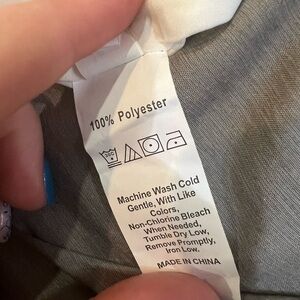 100% Polyester
Machine Wash Cold
Gentle, With Like
Colors,
Non-Chlorine Bleach
When Needed,
Tumble Dry Low,
Remove Promptly,
Iron Low.
MADE IN CHINA